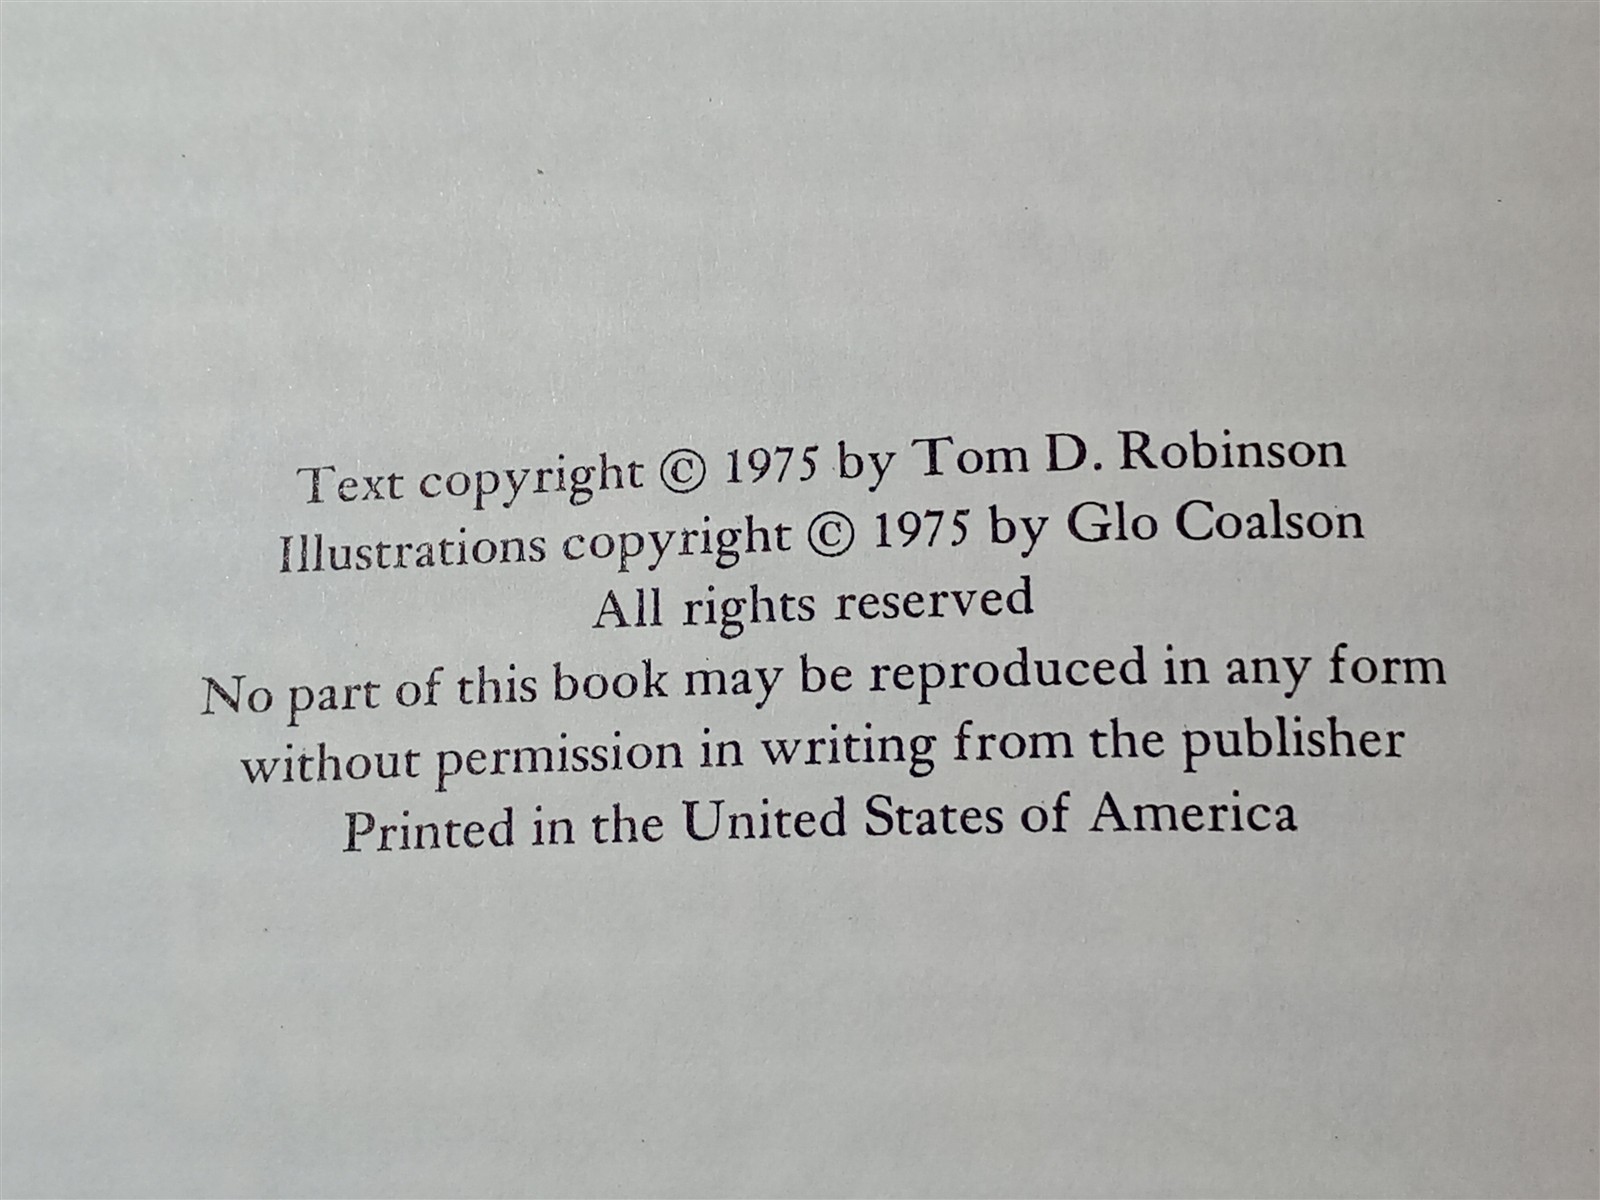 Text copyright © 1975 by Tom D. Robinson
Illustrations copyright © 1975 by Glo Coalson
All rights reserved
No part of this book may be reproduced in any form
without permission in writing from the publisher
Printed in the United States of America